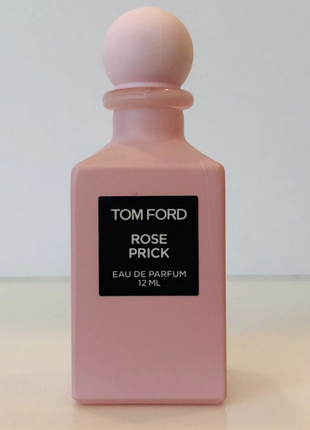 TOM FORD
ROSE
PRICK
EAU DE PARFUM
12 ML